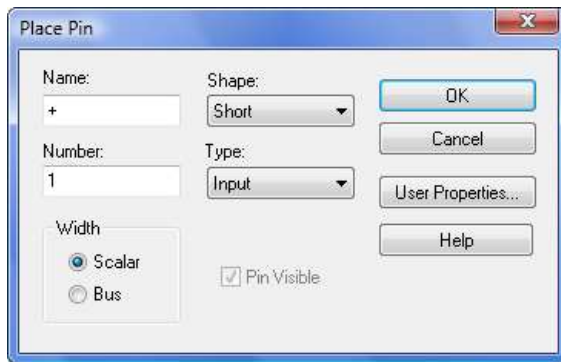 Place Pin
Name:
+
Number:
1
Width
Scalar
Bus
Shape:
Short
Type:
Input
Pin Visible
OK
Cancel
User Properties...
Help